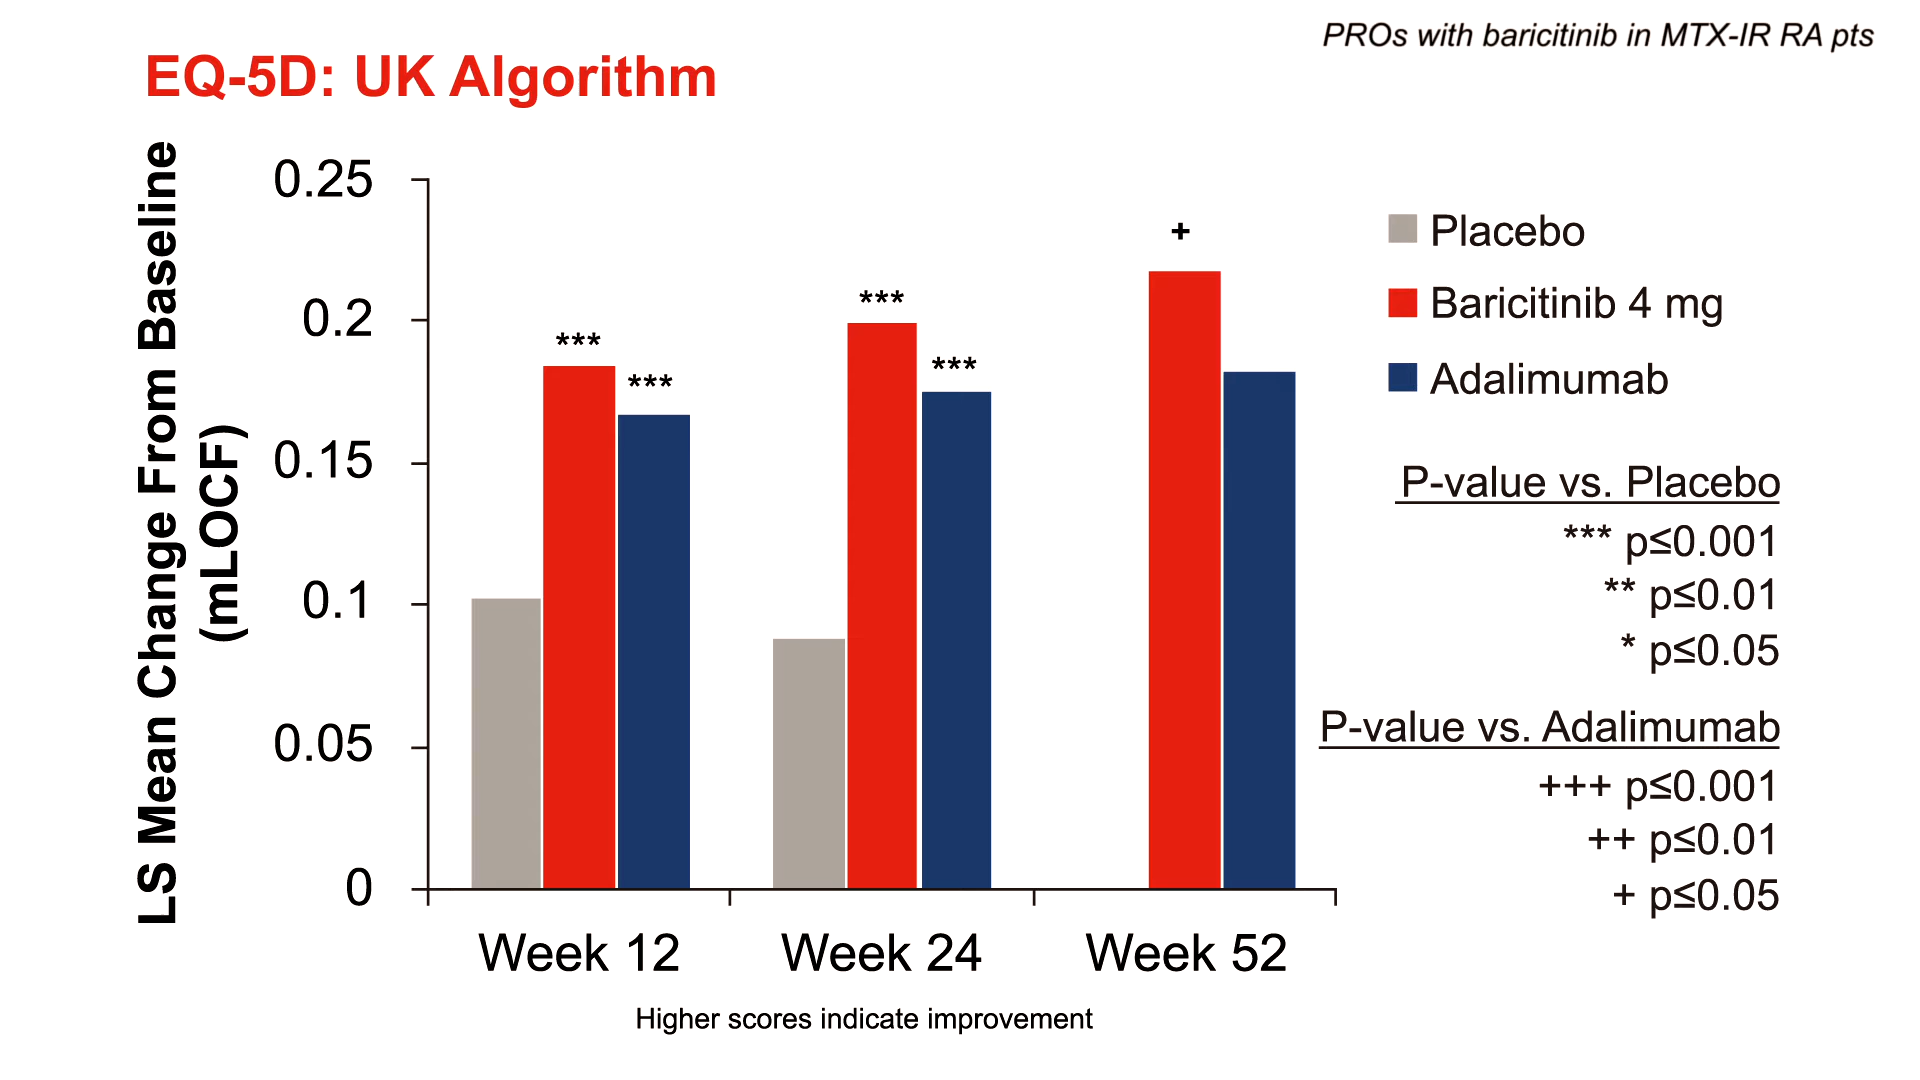 PROs with baricitinib in MTX-IR RA pts
EQ-5D: UK Algorithm
LS Mean Change From Baseline
(mLOCF)
0.25
0.2
0.15
0.1
0.05
0
***
***
***
***
+
Week 12
Week 24
Week 52
Higher scores indicate improvement
Placebo
Baricitinib 4 mg
Adalimumab
P-value vs. Placebo
*** p≤0.001
** p≤0.01
* p≤0.05
P-value vs. Adalimumab
+++ p≤0.001
++ p≤0.01
+ p≤0.05